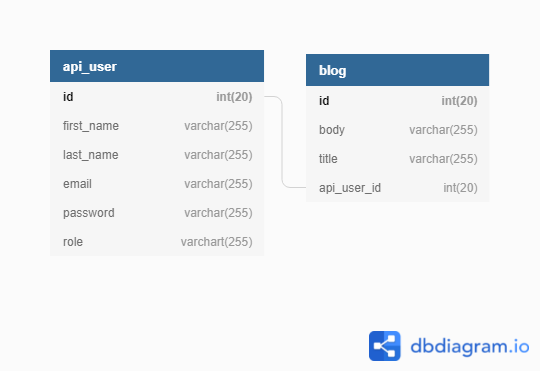 api_user
id int(20)
first_name varchar(255)
last_name varchar(255)
email varchar(255)
password varchar(255)
role varchart(255)
blog
id int(20)
body varchar(255)
title varchar(255)
api_user_id int(20)
dbdiagram.io